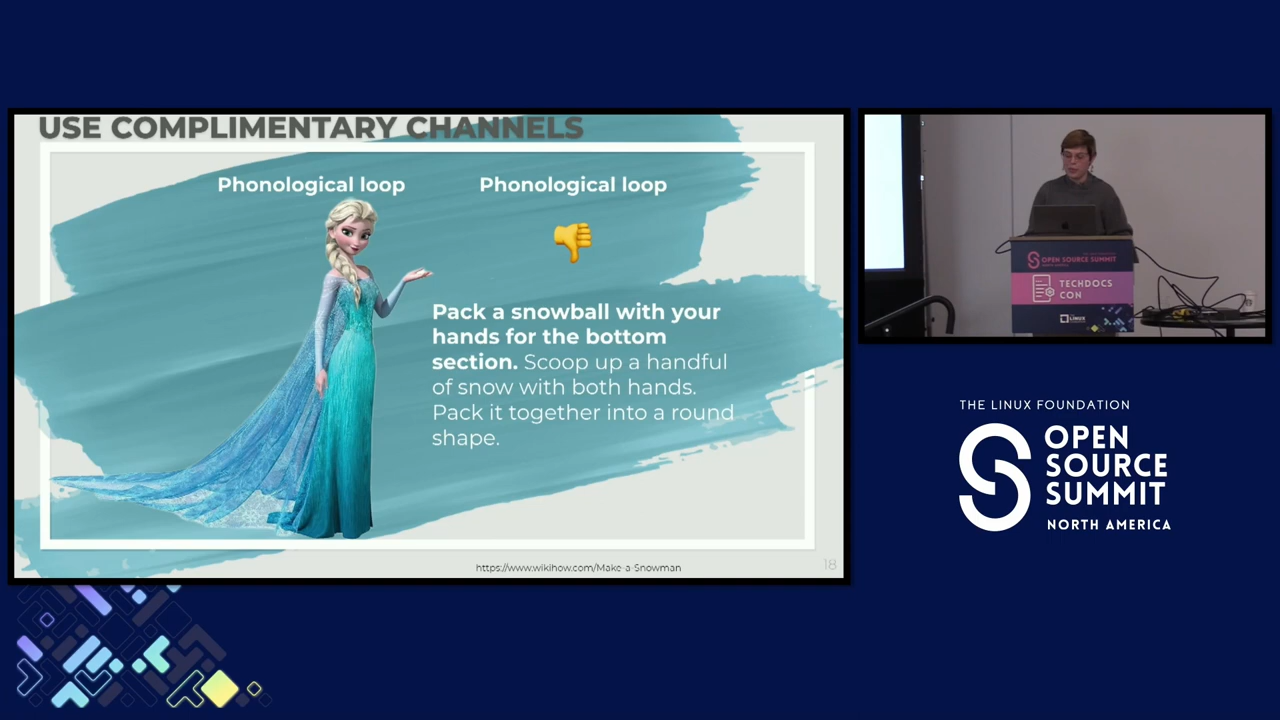 USE COMPLIMENTARY CHANNELS
Phonological loop
Phonological loop
Pack a snowball with your
hands for the bottom
section. Scoop up a handful
of snow with both hands.
Pack it together into a round
shape.
https://www.wikihow.com/Make-a-Snowman
18
OPEN SOURCE SUMMIT
TECHDOCS
CON
LINUX
THE LINUX FOUNDATION
OPEN
SOURCE
SUMMIT
NORTH AMERICA